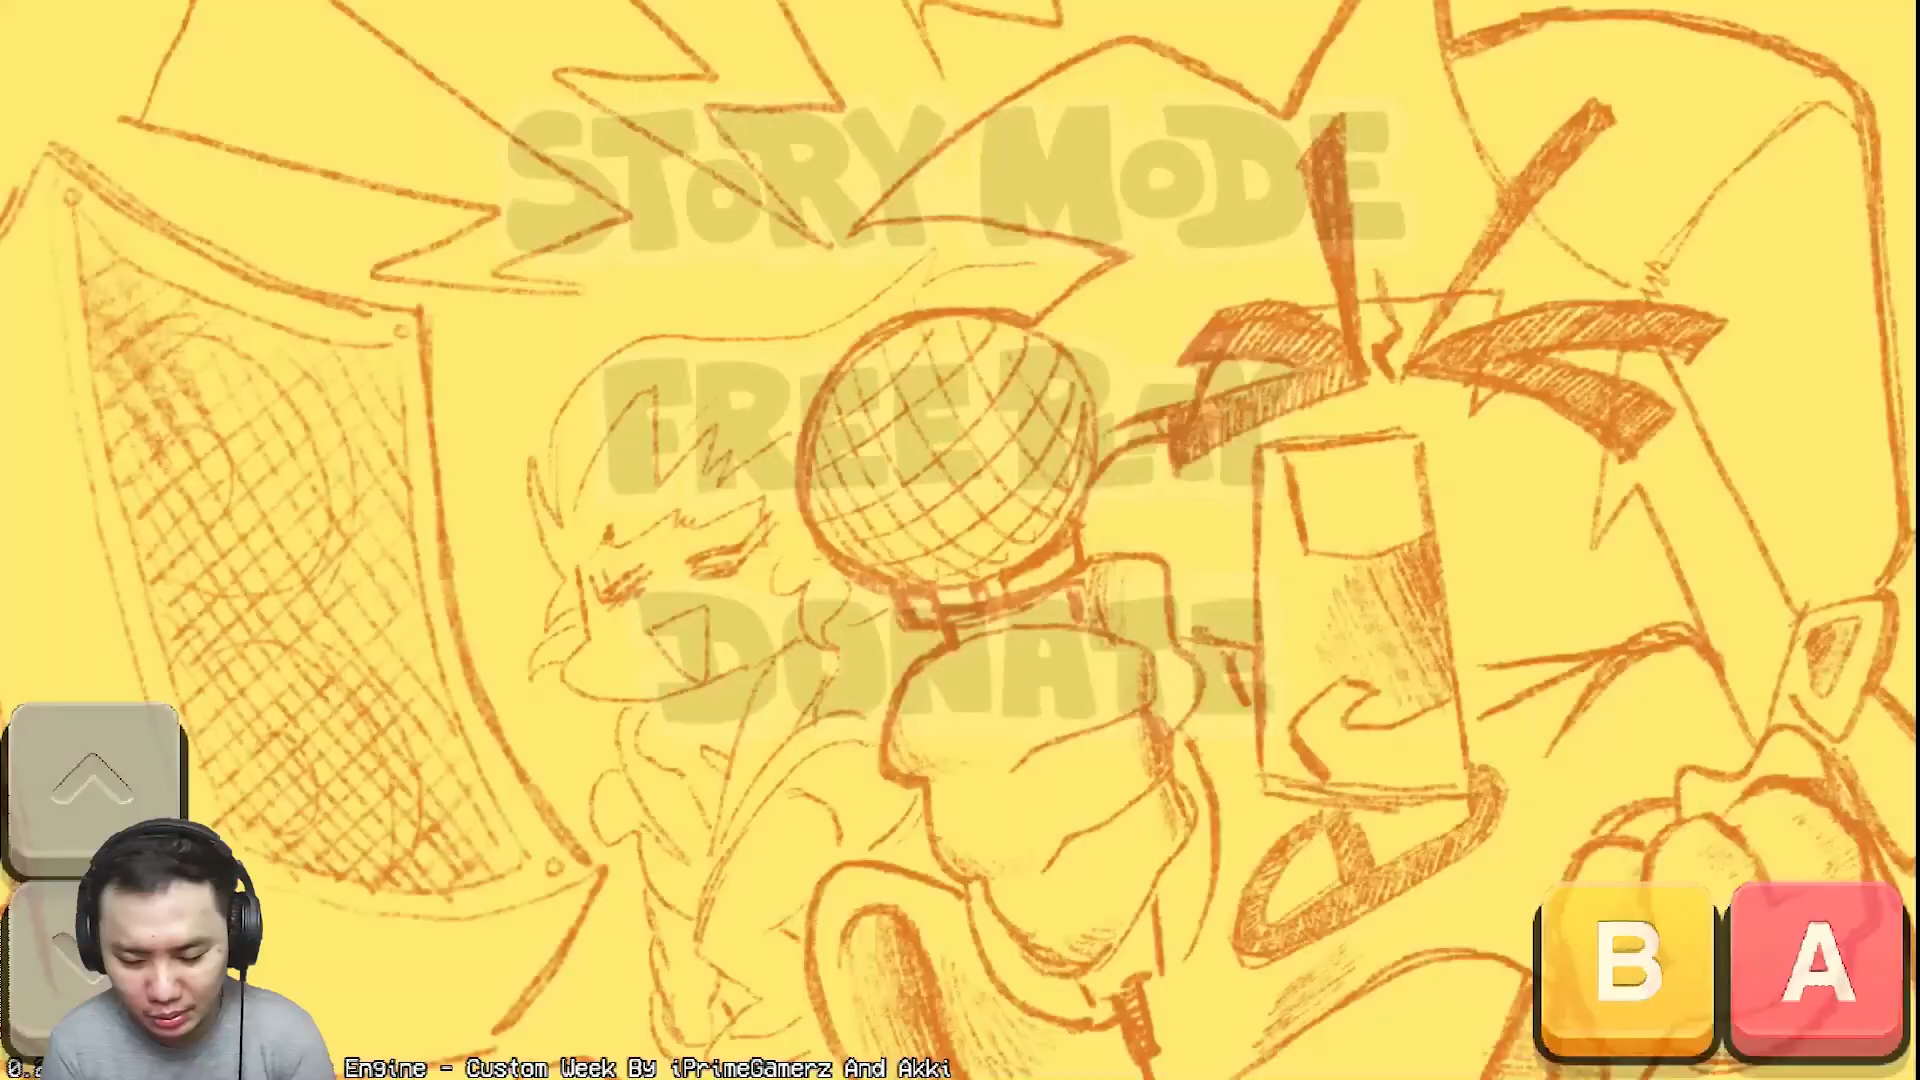 STORY MODE
FREEPLAY
DONATE
B A
Engine - Custom Week By iPrimeGamerz And Akki